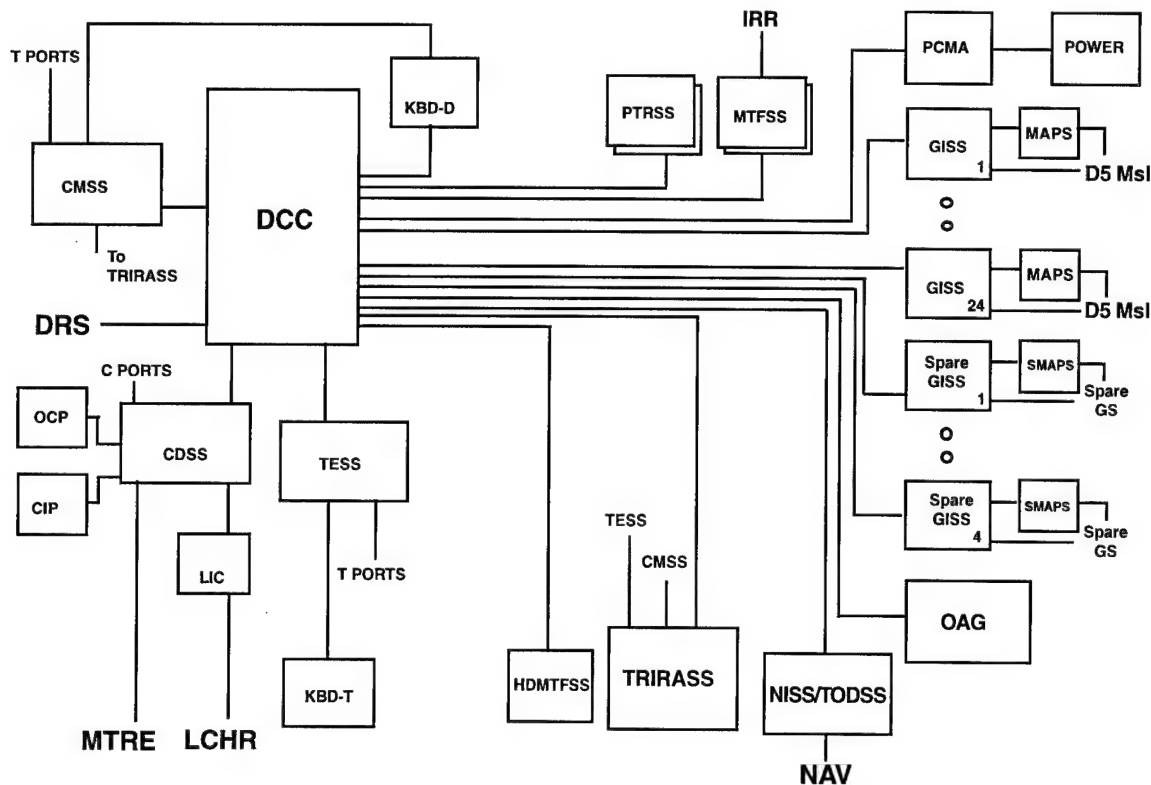 T PORTS
CMSS
To
TRIRASS
KBD-D
DCC
DRS
PTRSS
IRR
MTFSS
PCMA
POWER
GISS
1
MAPS
D5 Msl
GISS
24
MAPS
D5 Msl
Spare
GISS
1
SMAPS
Spare
GS
Spare
GISS
4
SMAPS
Spare
GS
OAG
C PORTS
OCP
CDSS
CIP
LIC
MTRE
LCHR
TESS
T PORTS
KBD-T
HDMTFSS
TESS
CMSS
TRIRASS
NISS/TODSS
NAV